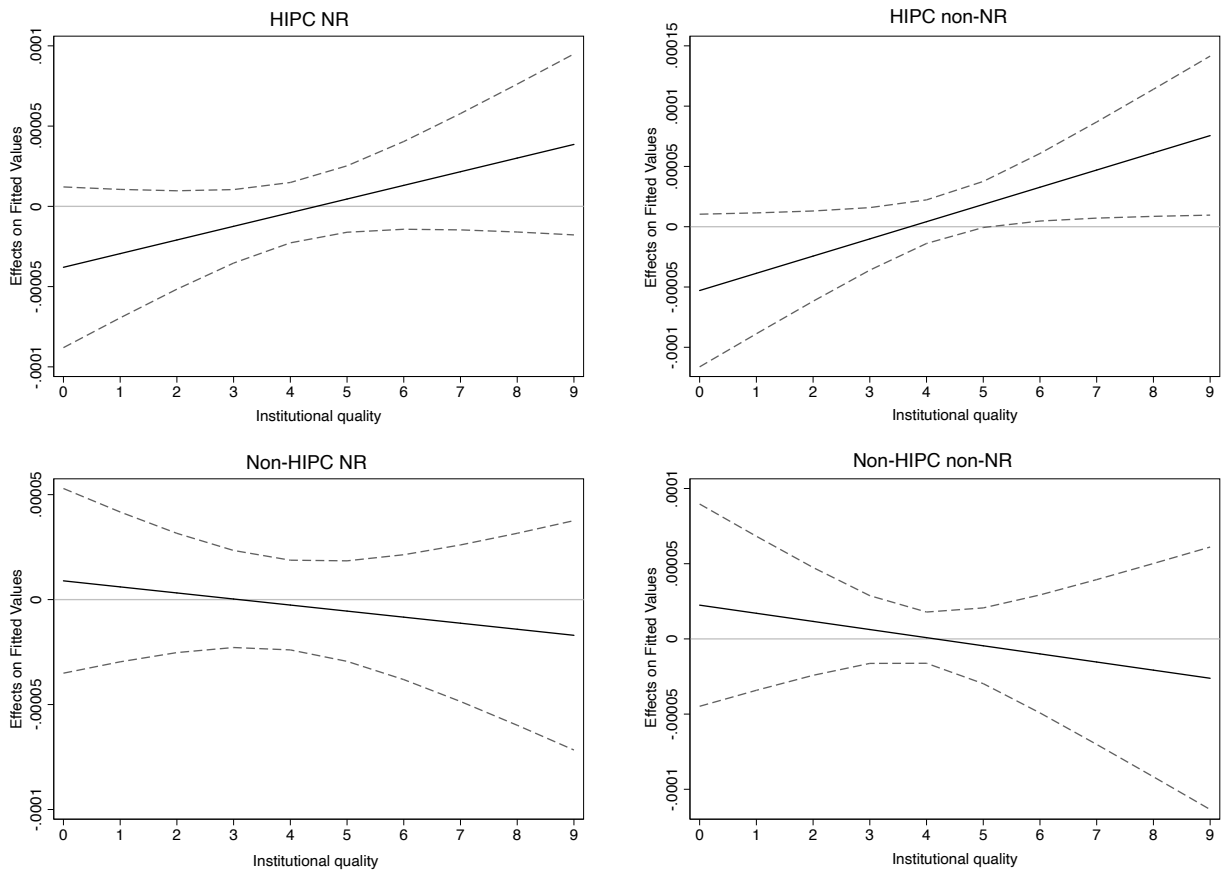 HIPC NR
Effects on Fitted Values
.0001
.00005
0
-.00005
-.0001
0 1 2 3 4 5 6 7 8 9
Institutional quality
HIPC non-NR
Effects on Fitted Values
.00015
.0001
.00005
0
-.00005
-.0001
0 1 2 3 4 5 6 7 8 9
Institutional quality
Non-HIPC NR
Effects on Fitted Values
.00005
0
-.00005
-.0001
0 1 2 3 4 5 6 7 8 9
Institutional quality
Non-HIPC non-NR
Effects on Fitted Values
.0001
.00005
0
-.00005
-.0001
0 1 2 3 4 5 6 7 8 9
Institutional quality